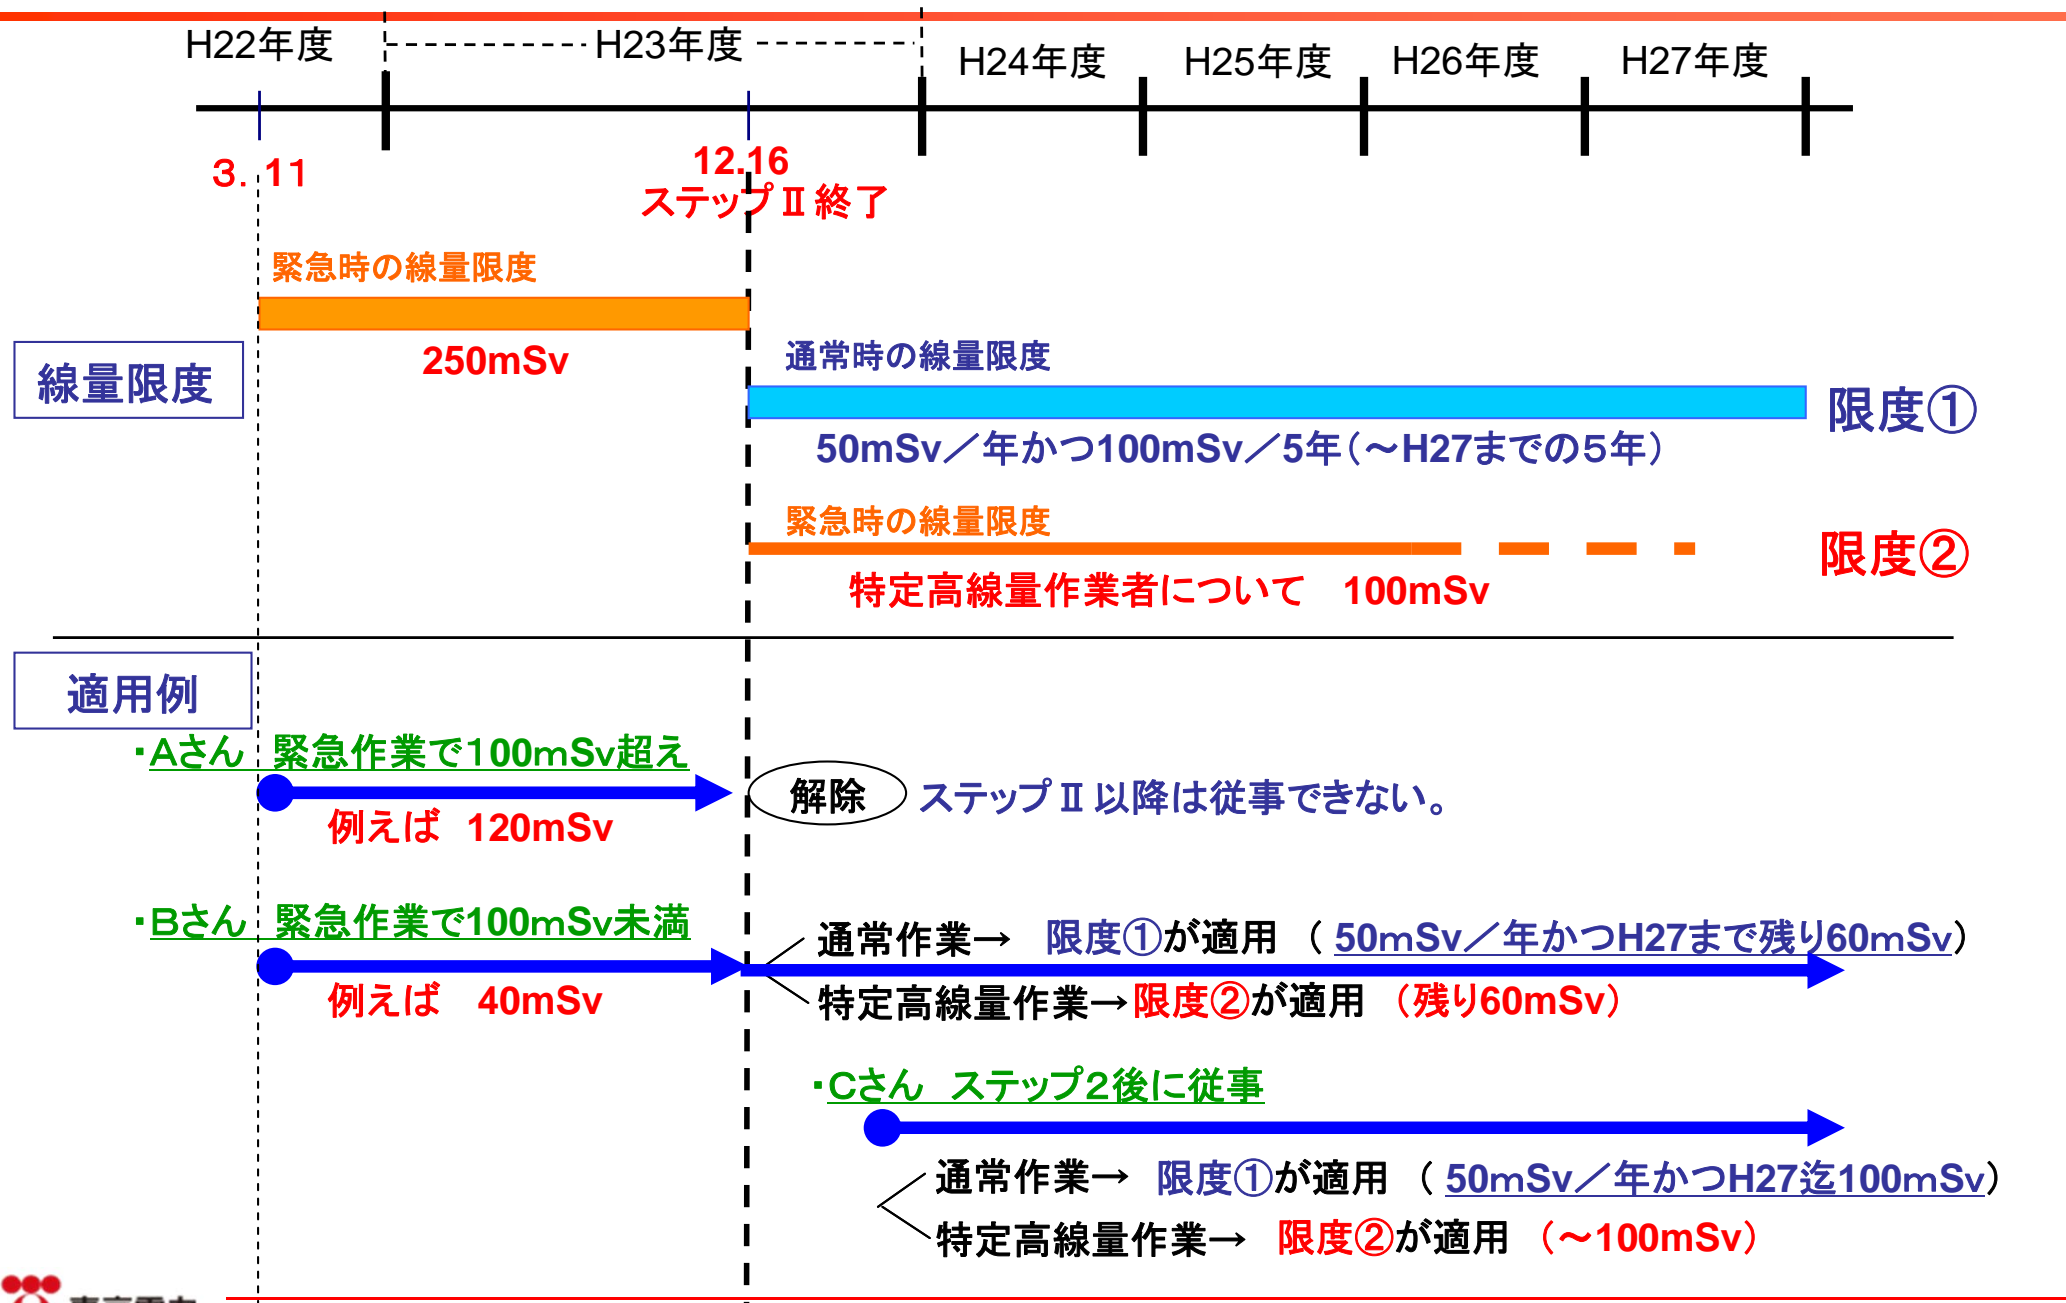 H22年度
H23年度
H24年度
H25年度
H26年度
H27年度
3.11
12.16
ステップⅡ終了
緊急時の線量限度
250mSv
線量限度
通常時の線量限度
限度①
50mSv／年かつ100mSv／5年（～H27までの５年）
緊急時の線量限度
限度②
特定高線量作業者について　100mSv
適用例
・Aさん　緊急作業で100mSv超え
解除
ステップⅡ以降は従事できない。
例えば　120mSv
・Bさん　緊急作業で100mSv未満
通常作業→　限度①が適用　（50mSv／年かつH27まで残り60mSv）
例えば　40mSv
特定高線量作業→限度②が適用　（残り60mSv）
・Cさん　ステップ2後に従事
通常作業→　限度①が適用　（50mSv／年かつH27迄100mSv）
特定高線量作業→　限度②が適用　（～100mSv）